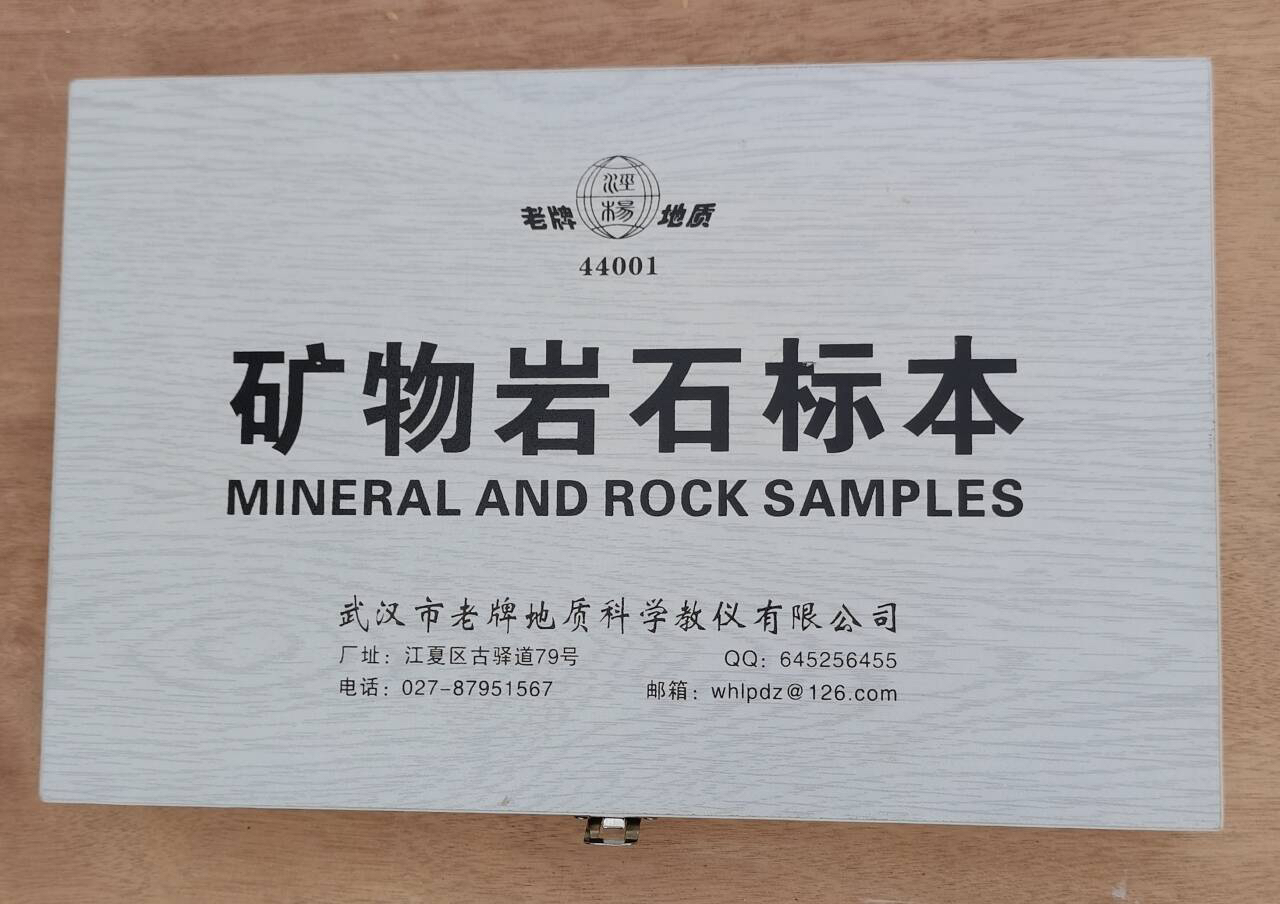 泾
杨
老牌 地质
44001
矿物岩石标本
MINERAL AND ROCK SAMPLES
武汉市老牌地质科学教仪有限公司
厂址：江夏区古驿道79号 QQ：645256455
电话：027-87951567 邮箱：whlpdz@126.com